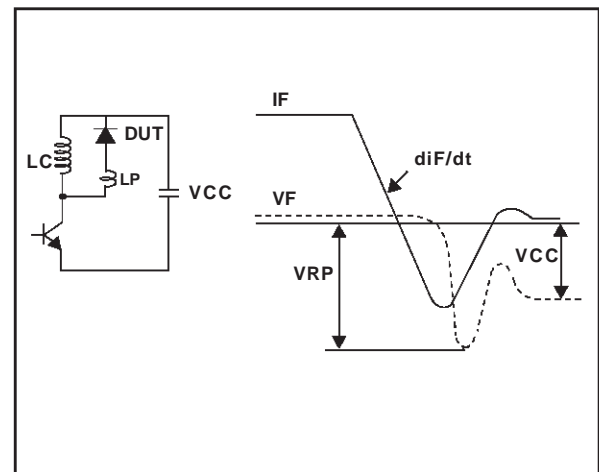 DUT
LC
LP
VCC
IF
diF/dt
VF
VRP
VCC